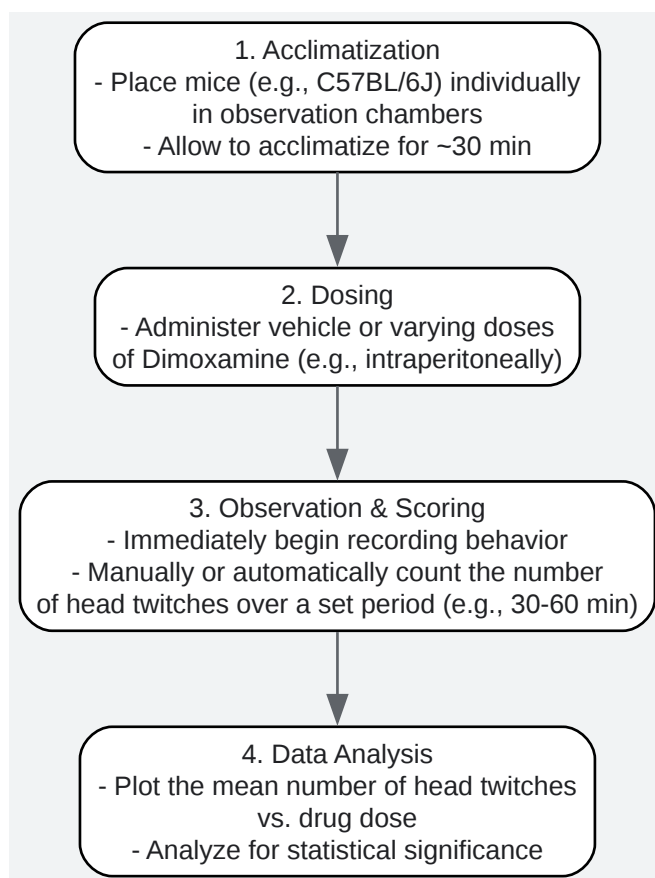 1. Acclimatization
- Place mice (e.g., C57BL/6J) individually
in observation chambers
- Allow to acclimatize for ~30 min
2. Dosing
- Administer vehicle or varying doses
of Dimoxamine (e.g., intraperitoneally)
3. Observation & Scoring
- Immediately begin recording behavior
- Manually or automatically count the number
of head twitches over a set period (e.g., 30-60 min)
4. Data Analysis
- Plot the mean number of head twitches
vs. drug dose
- Analyze for statistical significance